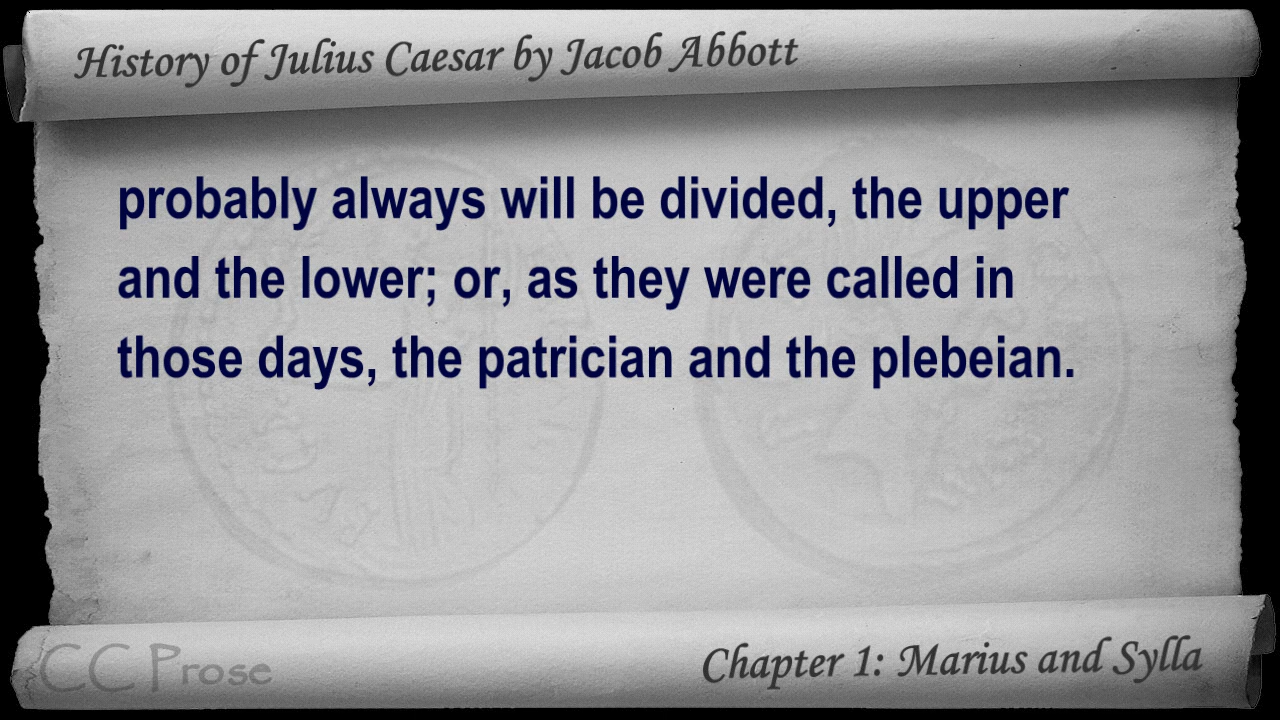 History of Julius Caesar by Jacob Abbott
probably always will be divided, the upper
and the lower; or, as they were called in
those days, the patrician and the plebeian.
CC Prose
Chapter 1: Marius and Sylla